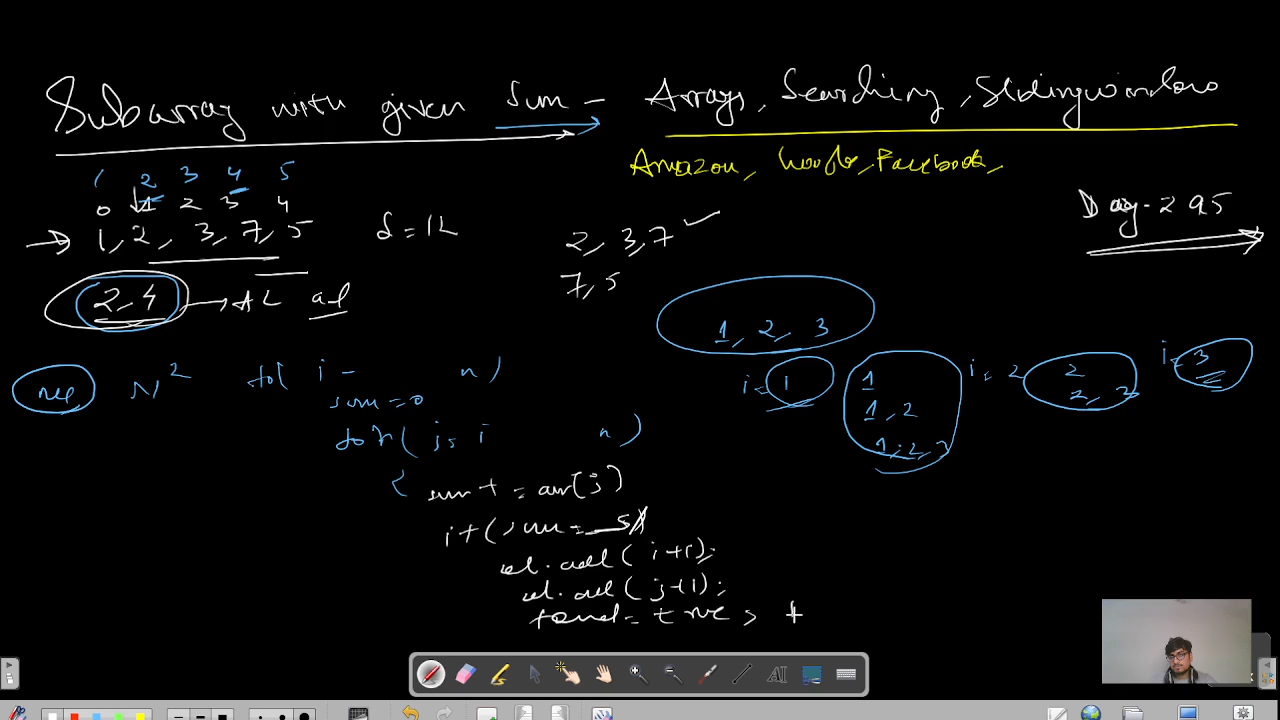 Subarray with given sum - Arrays, Searching, Slidingwindow
Amazon, Google, Facebook,
Day-295
1 2 3 4 5
0 1 2 3 4
1, 2, 3, 7, 5 S=12
2, 3, 7
7, 5
2, 4 → AL al
1, 2, 3
N² for( i - n)
sum = 0
for( j = i n)
{ sum + = arr[j]
if( sum = s)
al.add( i+1);
al.add( j+1);
found = true;
i = 1
1
1, 2
1, 2, 3
i = 2
2
2, 3
i = 3